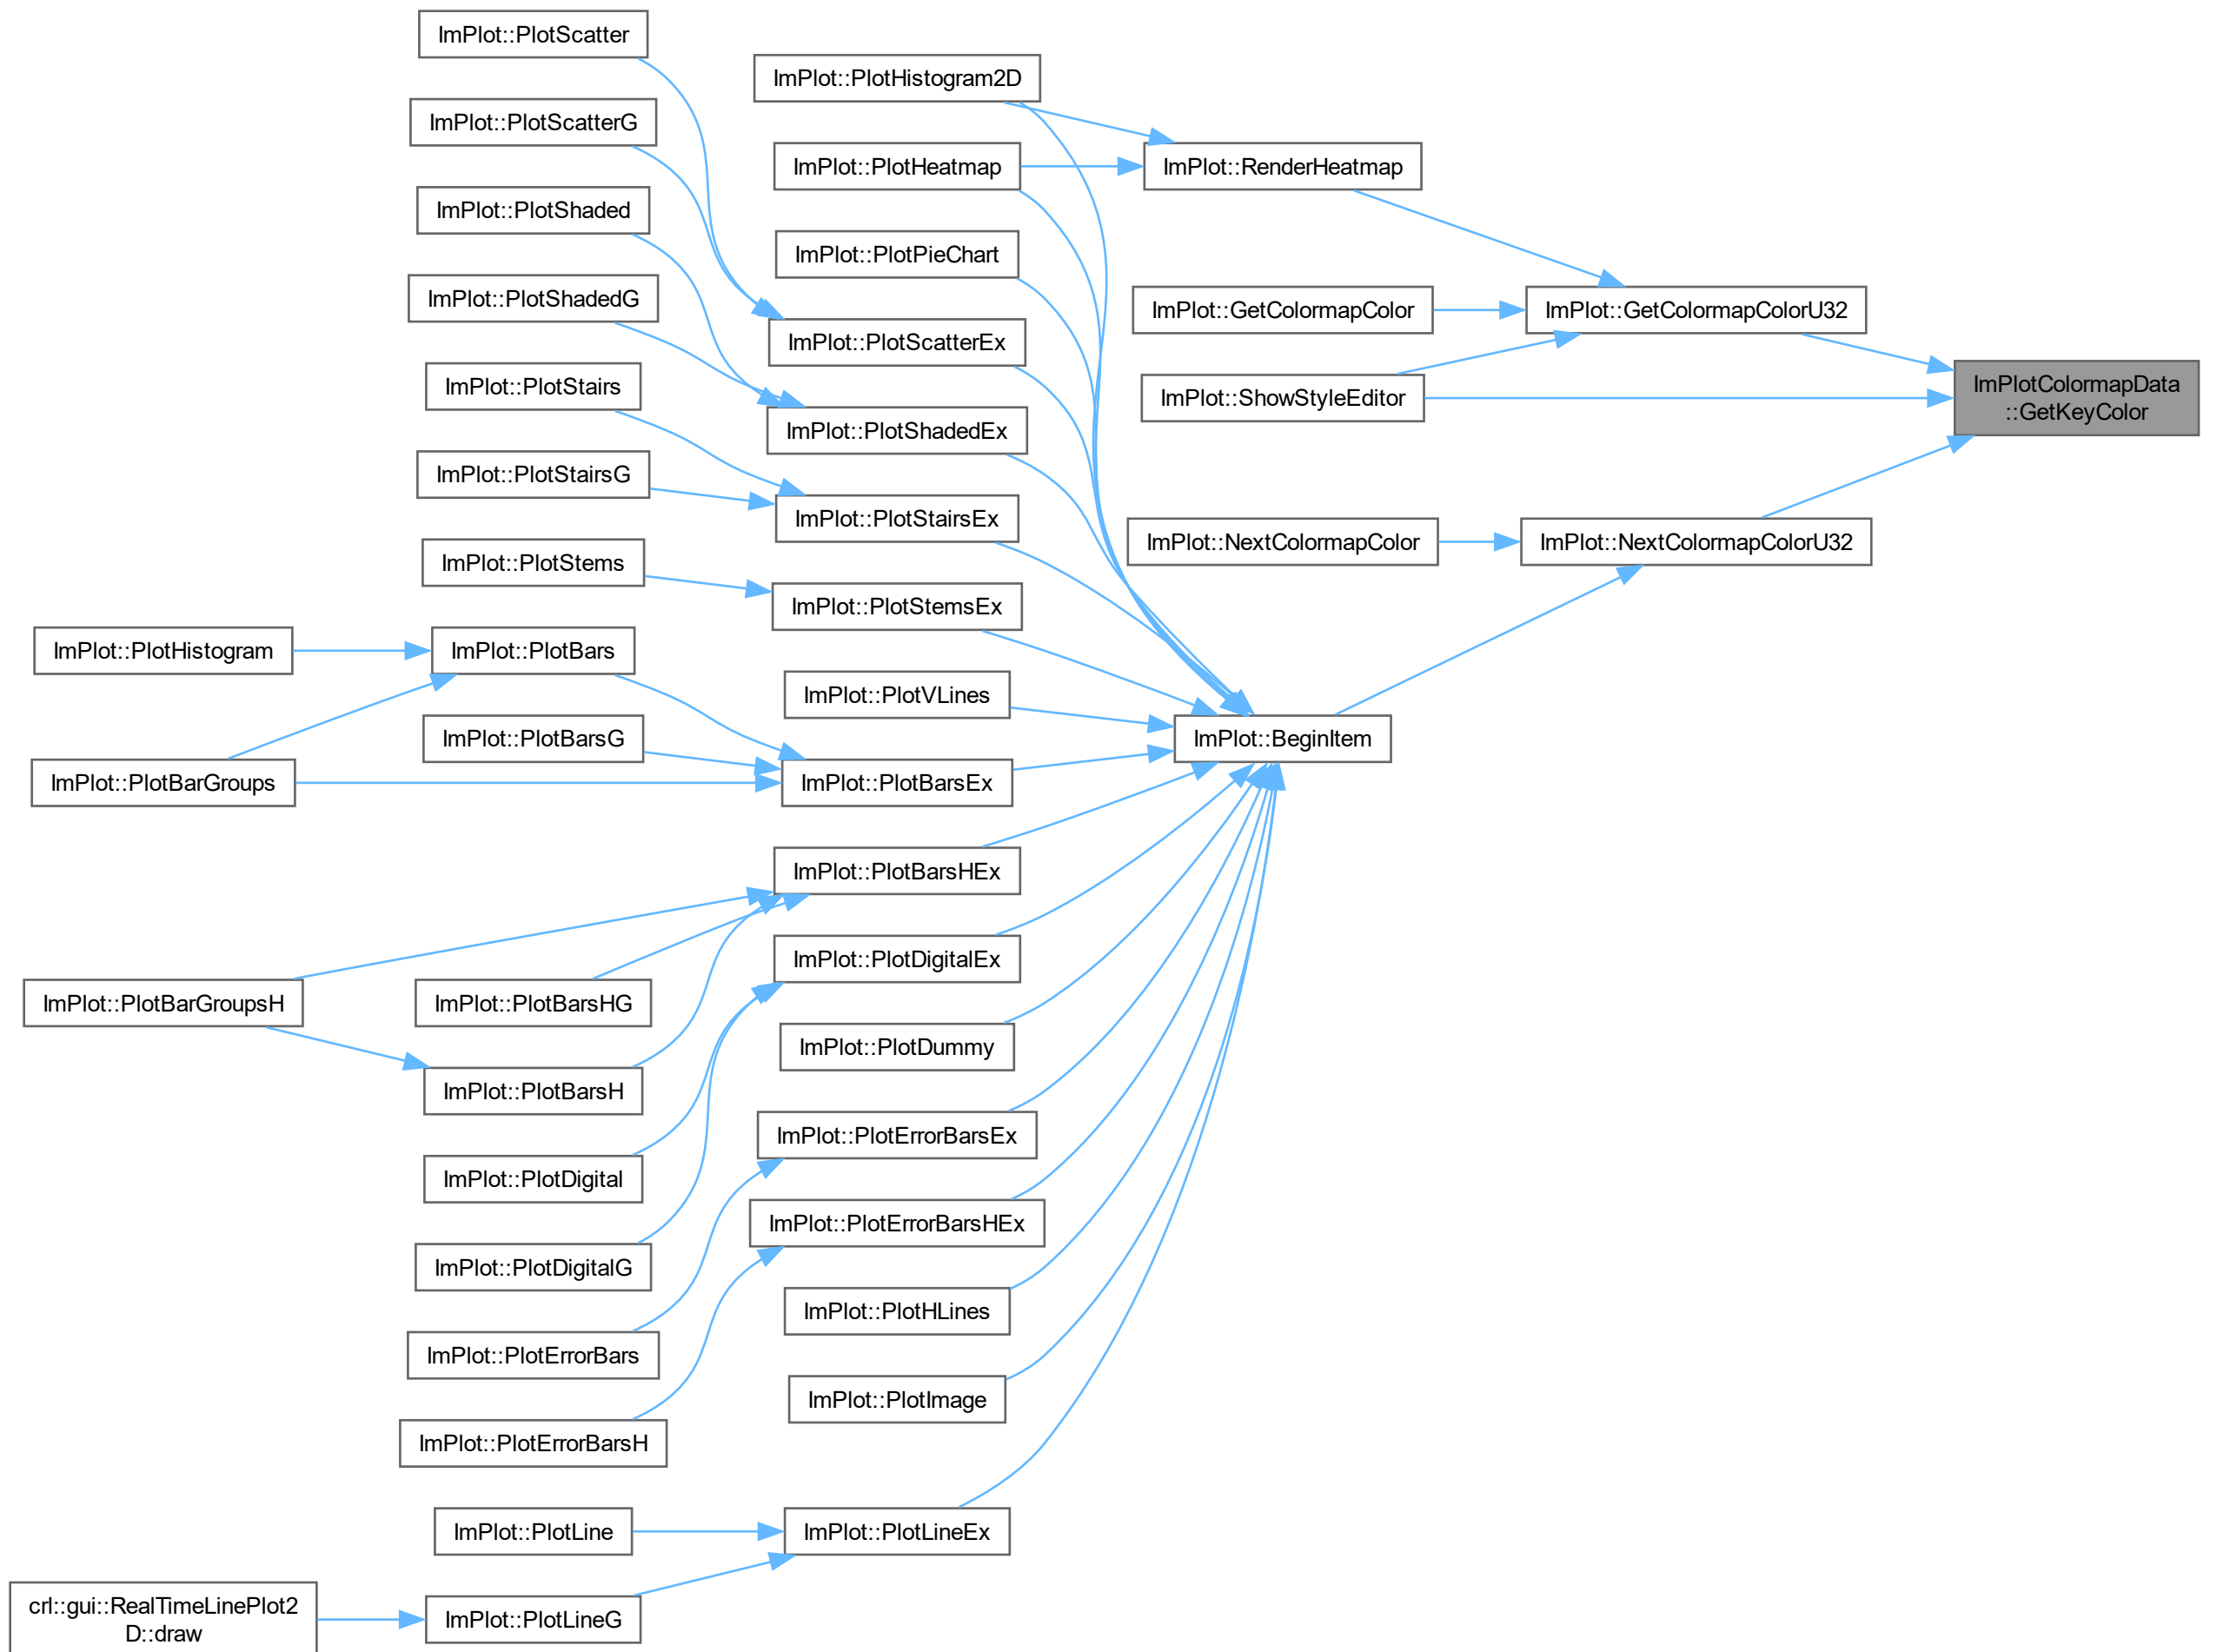 ImPlot::PlotScatter
ImPlot::PlotScatterG
ImPlot::PlotShaded
ImPlot::PlotShadedG
ImPlot::PlotStairs
ImPlot::PlotStairsG
ImPlot::PlotStems
ImPlot::PlotHistogram
ImPlot::PlotBars
ImPlot::PlotBarsG
ImPlot::PlotBarGroups
ImPlot::PlotBarGroupsH
ImPlot::PlotBarsHG
ImPlot::PlotBarsH
ImPlot::PlotDigital
ImPlot::PlotDigitalG
ImPlot::PlotErrorBars
ImPlot::PlotErrorBarsH
ImPlot::PlotLine
crl::gui::RealTimeLinePlot2
D::draw
ImPlot::PlotLineG
ImPlot::PlotHistogram2D
ImPlot::PlotHeatmap
ImPlot::PlotPieChart
ImPlot::PlotScatterEx
ImPlot::PlotShadedEx
ImPlot::PlotStairsEx
ImPlot::PlotStemsEx
ImPlot::PlotVLines
ImPlot::PlotBarsEx
ImPlot::PlotBarsHEx
ImPlot::PlotDigitalEx
ImPlot::PlotDummy
ImPlot::PlotErrorBarsEx
ImPlot::PlotErrorBarsHEx
ImPlot::PlotHLines
ImPlot::PlotImage
ImPlot::PlotLineEx
ImPlot::RenderHeatmap
ImPlot::GetColormapColor
ImPlot::ShowStyleEditor
ImPlot::NextColormapColor
ImPlot::BeginItem
ImPlot::GetColormapColorU32
ImPlot::NextColormapColorU32
ImPlotColormapData
::GetKeyColor